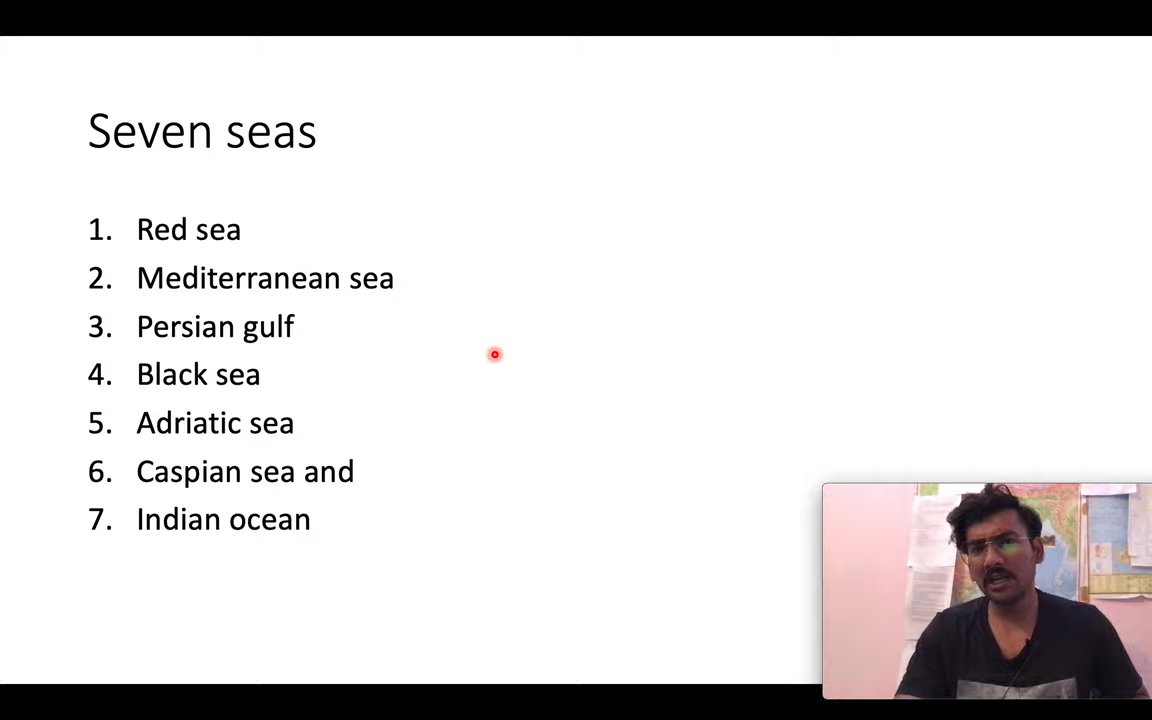 Seven seas
1. Red sea
2. Mediterranean sea
3. Persian gulf
4. Black sea
5. Adriatic sea
6. Caspian sea and
7. Indian ocean